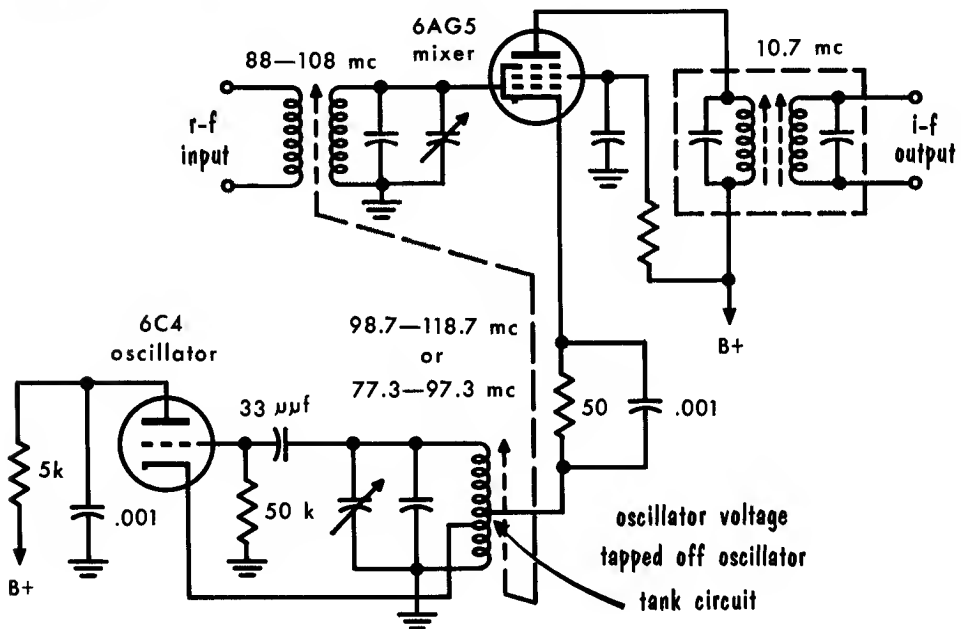 6AG5
mixer
88—108 mc
10.7 mc
r-f
input
i-f
output
B+
98.7—118.7 mc
or
77.3—97.3 mc
6C4
oscillator
33 μμf
50
.001
5k
.001
50 k
B+
oscillator voltage
tapped off oscillator
tank circuit